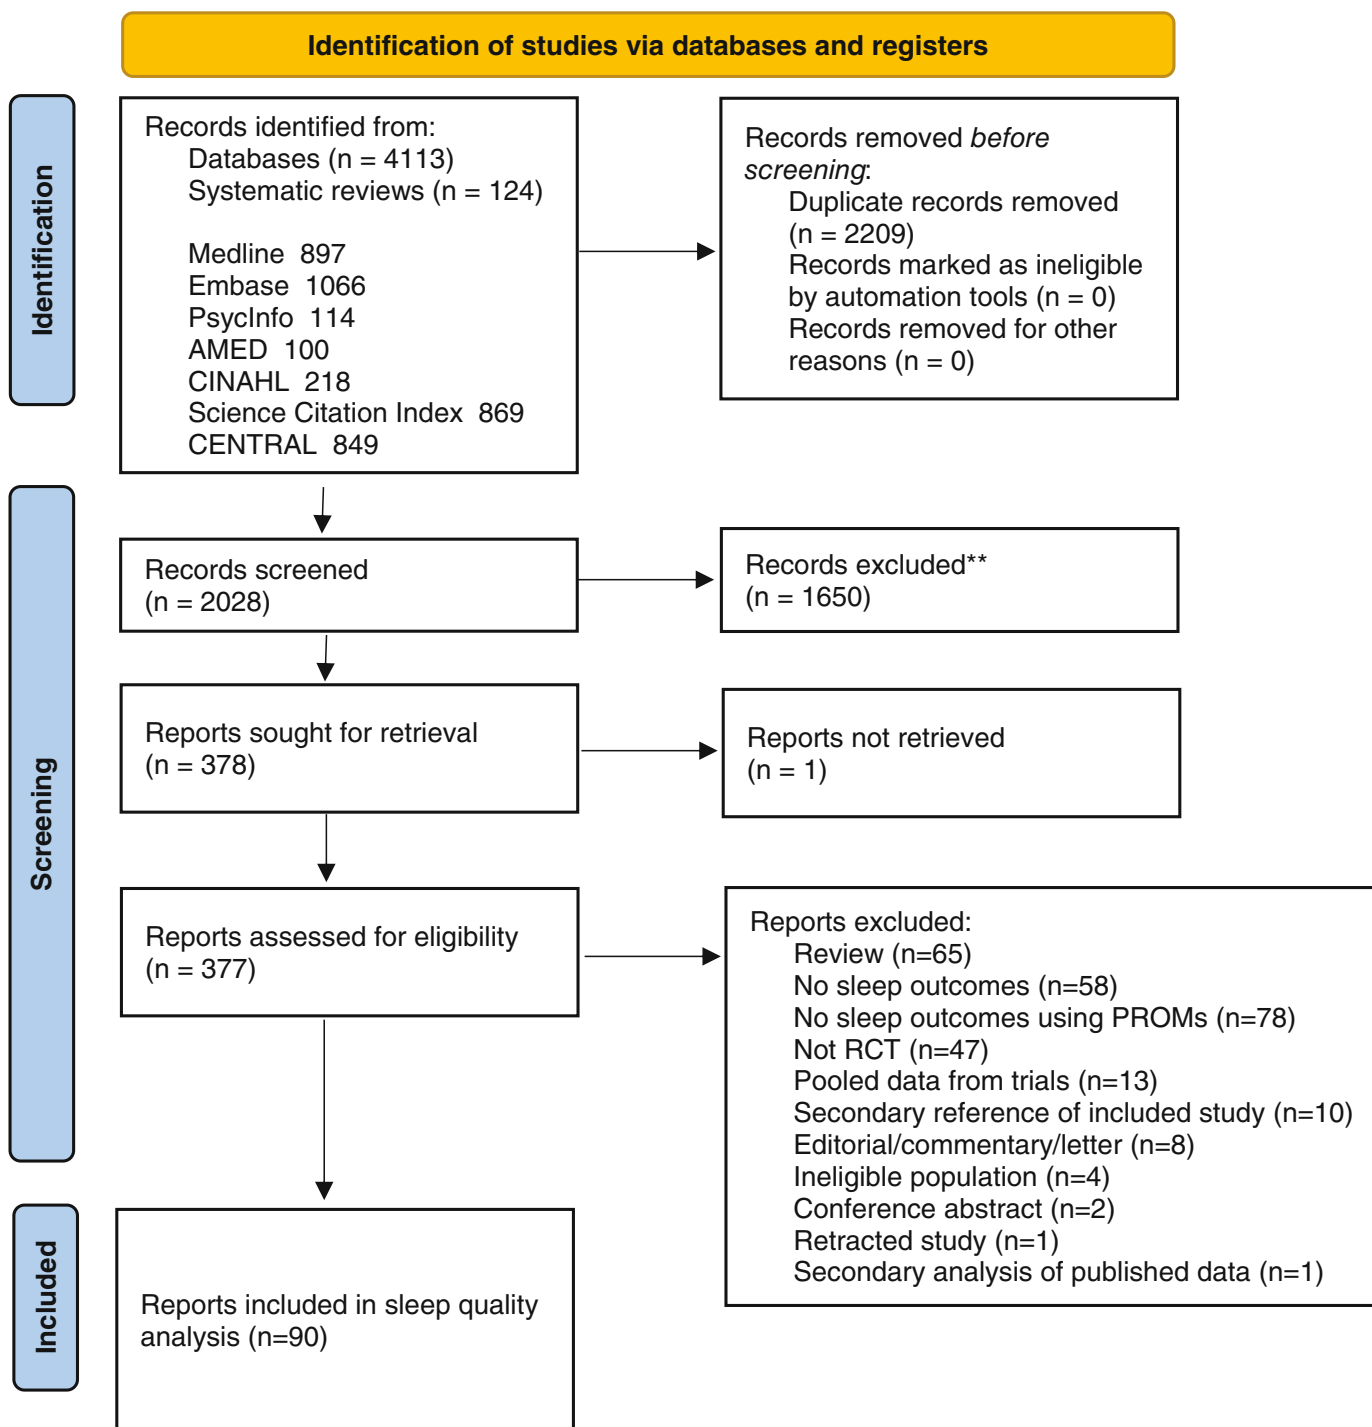 Identification of studies via databases and registers
Identification
Records identified from:
Databases (n = 4113)
Systematic reviews (n = 124)
Medline 897
Embase 1066
PsycInfo 114
AMED 100
CINAHL 218
Science Citation Index 869
CENTRAL 849
Records removed before
screening:
Duplicate records removed
(n = 2209)
Records marked as ineligible
by automation tools (n = 0)
Records removed for other
reasons (n = 0)
Screening
Records screened
(n = 2028)
Records excluded**
(n = 1650)
Reports sought for retrieval
(n = 378)
Reports not retrieved
(n = 1)
Reports assessed for eligibility
(n = 377)
Reports excluded:
Review (n=65)
No sleep outcomes (n=58)
No sleep outcomes using PROMs (n=78)
Not RCT (n=47)
Pooled data from trials (n=13)
Secondary reference of included study (n=10)
Editorial/commentary/letter (n=8)
Ineligible population (n=4)
Conference abstract (n=2)
Retracted study (n=1)
Secondary analysis of published data (n=1)
Included
Reports included in sleep quality
analysis (n=90)